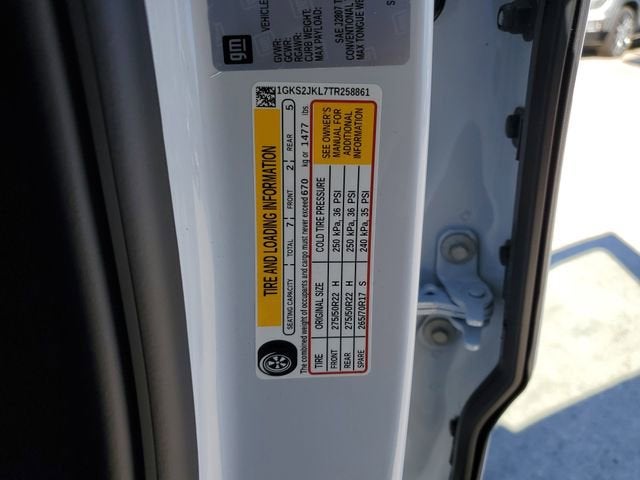 gm
VEHICLE
GVWR:
GCWR:
RGAWR:
CURB WEIGHT:
MAX PAYLOAD:
SAE J2807 T
CONVENTIONAL
MAX TONGUE WE
1GKS2JKL7TR258861
TIRE AND LOADING INFORMATION
SEATING CAPACITY TOTAL 7 FRONT 2 REAR 5
The combined weight of occupants and cargo must never exceed 670 kg or 1477 lbs.
TIRE ORIGINAL SIZE COLD TIRE PRESSURE
FRONT 275/50R22 H 250 kPa, 36 PSI
REAR 275/50R22 H 250 kPa, 36 PSI
SPARE 265/70R17 S 240 kPa, 35 PSI
SEE OWNER'S
MANUAL FOR
ADDITIONAL
INFORMATION